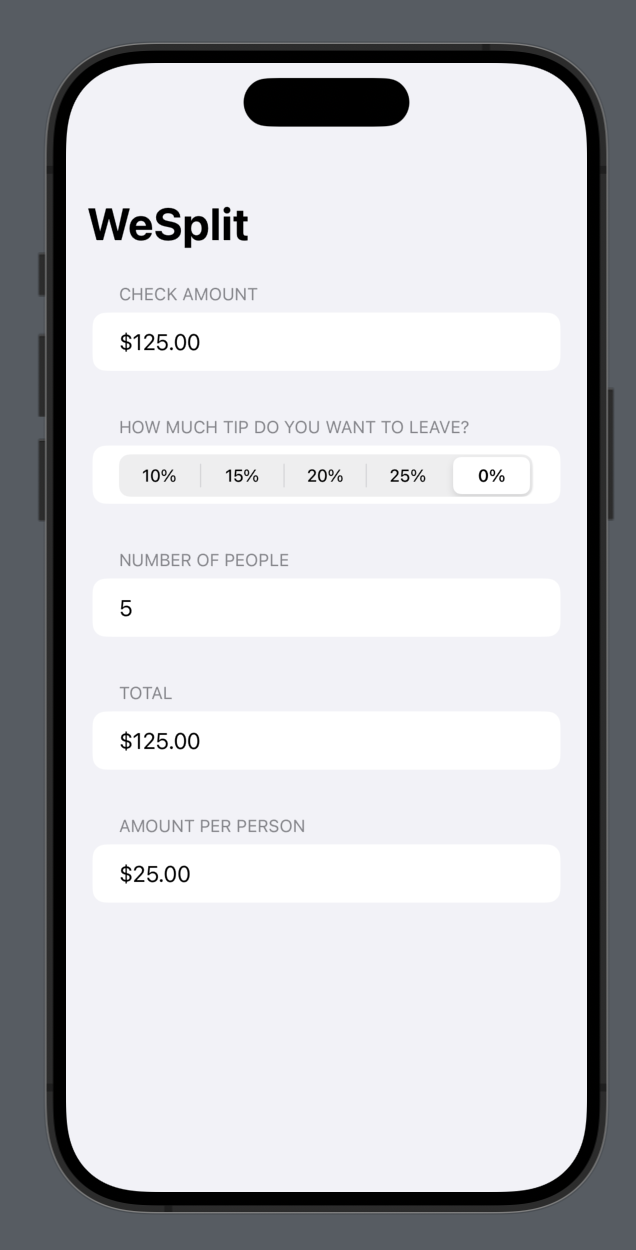 WeSplit
CHECK AMOUNT
$125.00
HOW MUCH TIP DO YOU WANT TO LEAVE?
10% 15% 20% 25% 0%
NUMBER OF PEOPLE
5
TOTAL
$125.00
AMOUNT PER PERSON
$25.00